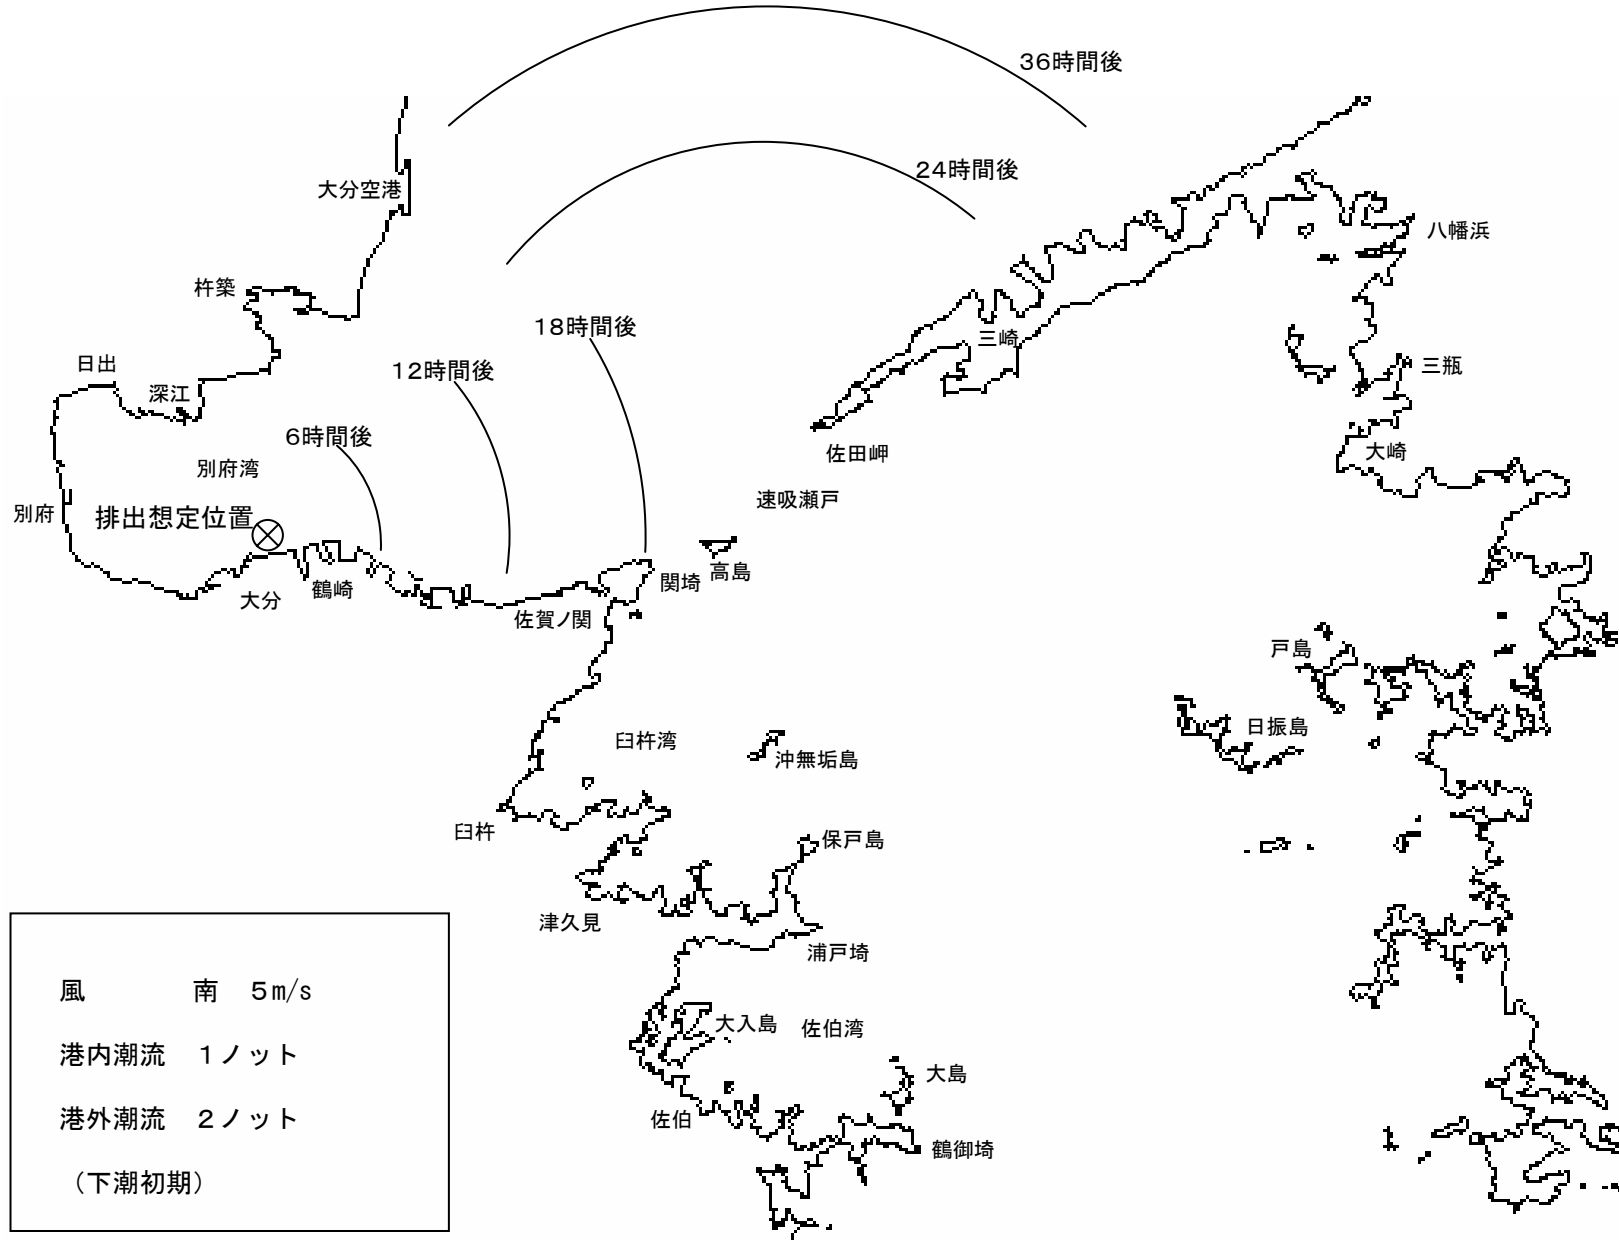 36時間後
24時間後
大分空港
八幡浜
杵築
18時間後
三崎
日出
12時間後
三瓶
深江
6時間後
佐田岬
大崎
別府湾
速吸瀬戸
別府
排出想定位置
高島
関埼
鶴崎
大分
佐賀ノ関
戸島
日振島
臼杵湾
沖無垢島
臼杵
保戸島
津久見
浦戸埼
風 南 5m/s
大入島
佐伯湾
港内潮流 1ノット
大島
港外潮流 2ノット
佐伯
鶴御埼
(下潮初期)